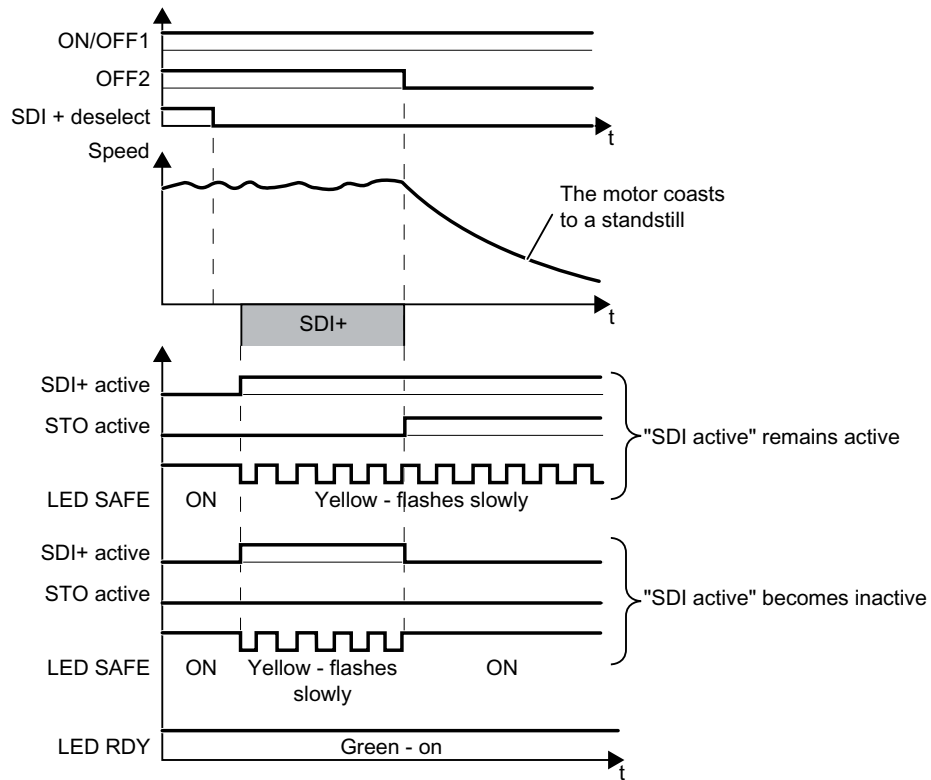 ON/OFF1
OFF2
SDI + deselect
t
Speed
The motor coasts
to a standstill
SDI+
t
SDI+ active
STO active
"SDI active" remains active
LED SAFE
ON
Yellow - flashes slowly
SDI+ active
STO active
"SDI active" becomes inactive
LED SAFE
ON
Yellow - flashes
slowly
ON
LED RDY
Green - on
t